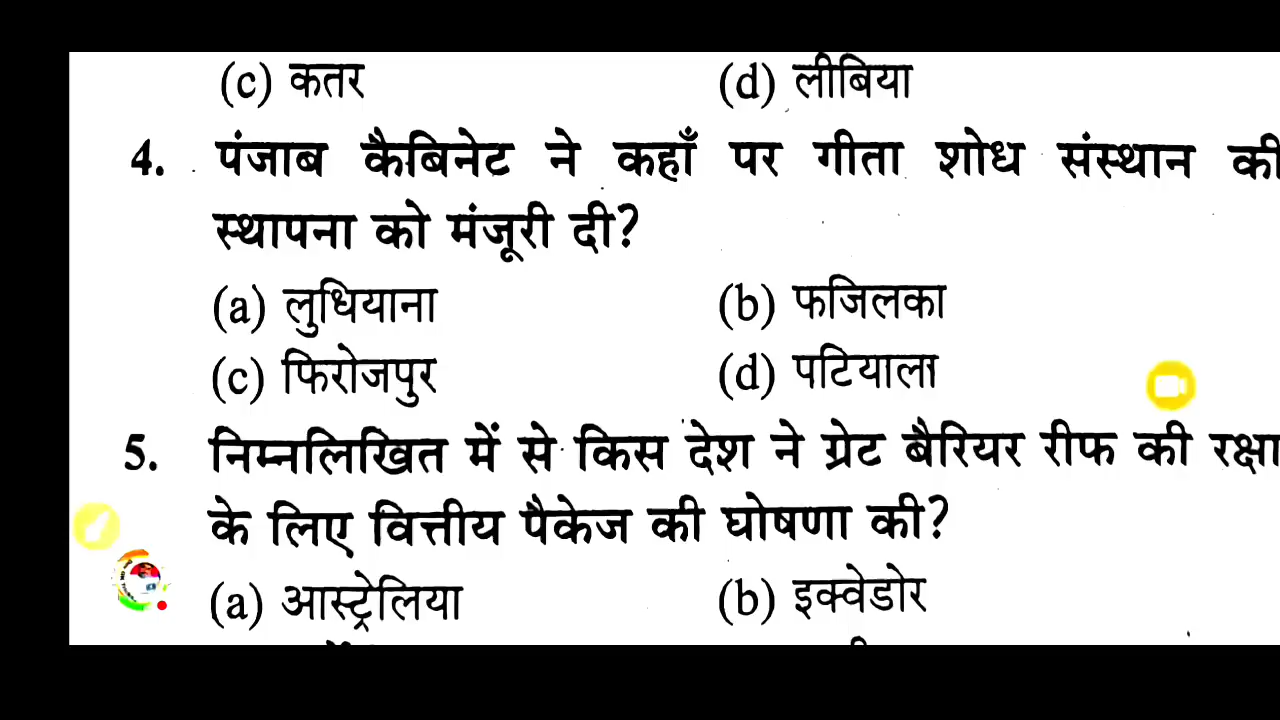 (c) कतर (d) लीबिया
4. पंजाब कैबिनेट ने कहाँ पर गीता शोध संस्थान की
स्थापना को मंजूरी दी?
(a) लुधियाना (b) फजिलका
(c) फिरोजपुर (d) पटियाला
5. निम्नलिखित में से किस देश ने ग्रेट बैरियर रीफ की रक्षा
के लिए वित्तीय पैकेज की घोषणा की?
(a) आस्ट्रेलिया (b) इक्वेडोर